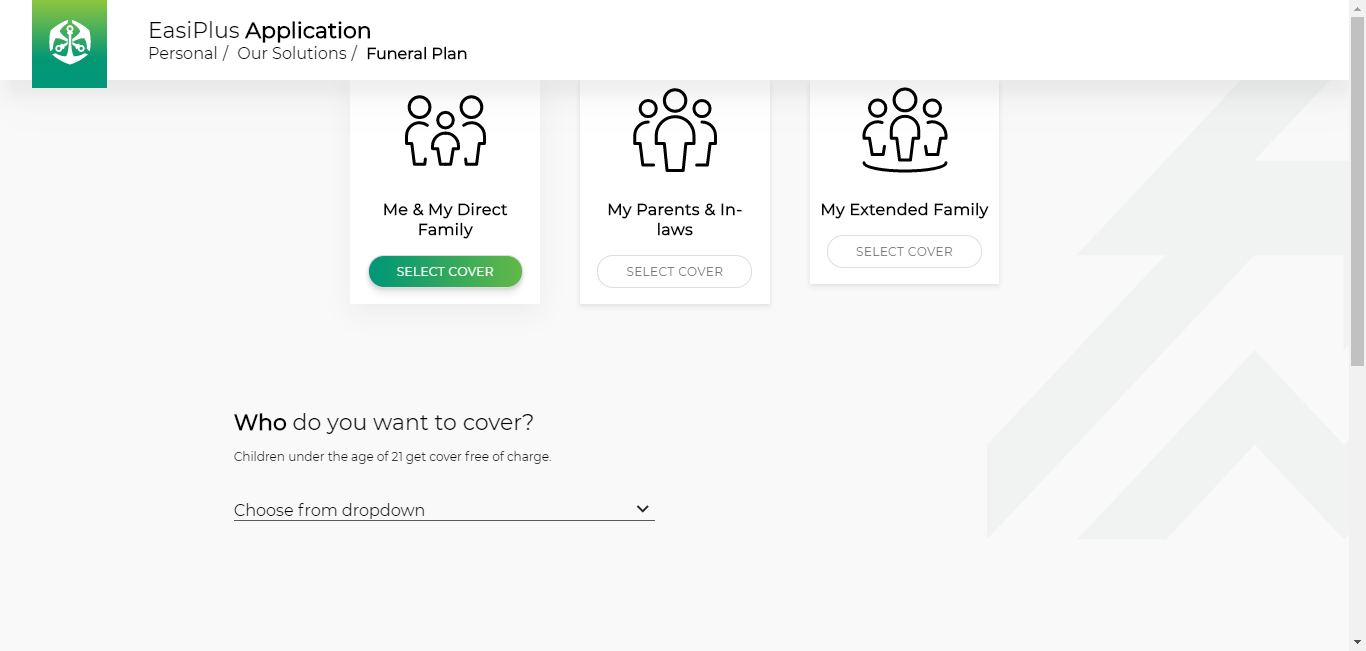 EasiPlus Application
Personal / Our Solutions / Funeral Plan
Me & My Direct
Family
SELECT COVER
My Parents & In-
laws
SELECT COVER
My Extended Family
SELECT COVER
Who do you want to cover?
Children under the age of 21 get cover free of charge.
Choose from dropdown